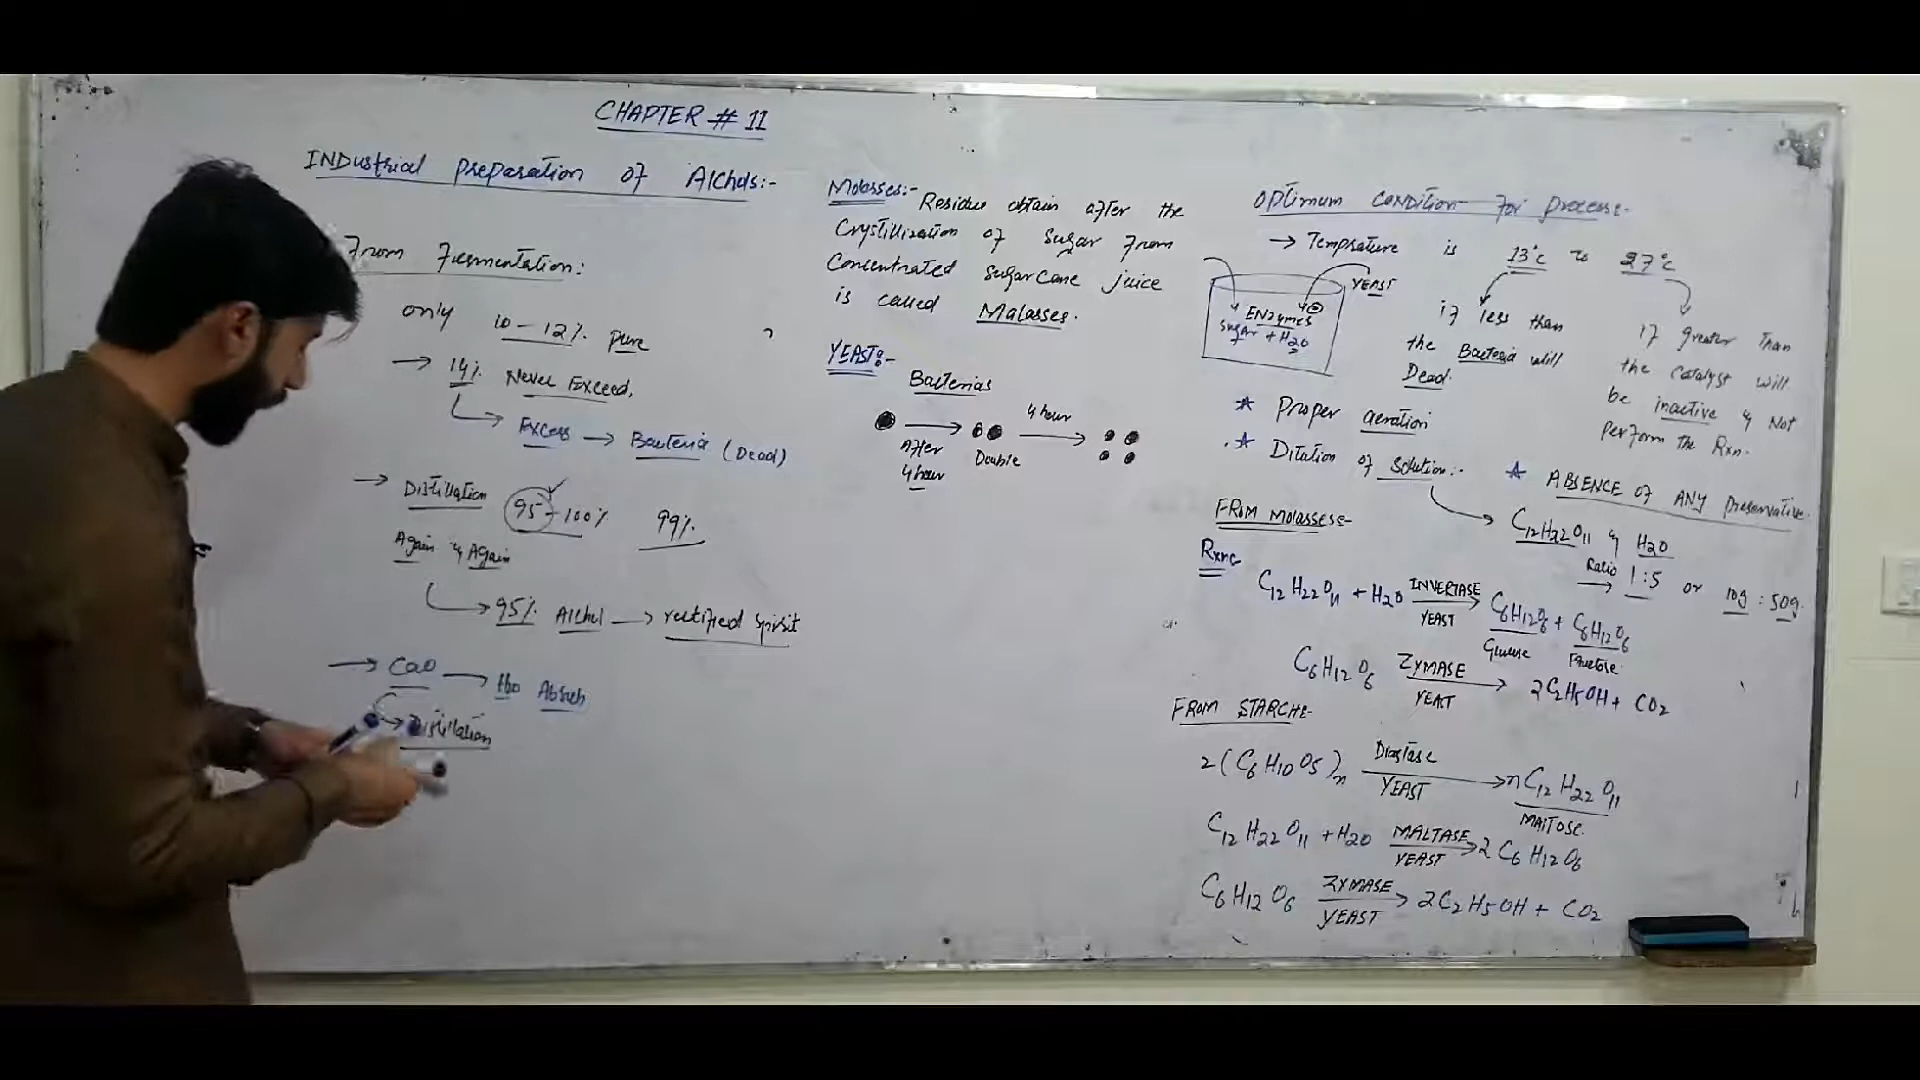 CHAPTER # 11
INDustrial preparation of Alchols:-
From Fermentation:
only 10 - 12% pure
→ 14% Never Exceed.
Excess → Bacteria (Dead)
→ Distillation 95 - 100% 99%
Again & Again
→ 95% Alchol → rectified spirit
→ CaO → H2O Absorb
→ Distillation
Molasses:- Residue obtain after the
Crystillization of sugar from
Concentrated sugarcane juice
is called Malasses.
YEAST:-
Bacterias
After
4 hour
Double
4 hour
Optimum Condition for process-
→ Temprature is 13°c to 27°c
YEAST
ENzymes
sugar + H2O
if less than
the Bacteria will
Dead.
if greater than
the catalyst will
be inactive & Not
perform the Rxn.
* Proper aeration
* Dilation of solution:-
* ABSENCE OF ANY preservative.
C12H22O11 & H2O
Ratio → 1:5 or 10g : 50g.
FROM MOLASSESE-
Rxn
C12 H22 O11 + H2O INVERTASE YEAST → C6H12O6 + C6H12O6
Glucose Fructose
C6H12O6 ZYMASE YEAST → 2C2H5OH + CO2
FROM STARCHE-
2(C6 H10 O5)n Diastase YEAST → n C12 H22 O11
MAlTOSE.
C12 H22 O11 + H2O MALTASE YEAST → 2 C6 H12 O6
C6 H12 O6 ZYMASE YEAST → 2C2 H5 OH + CO2